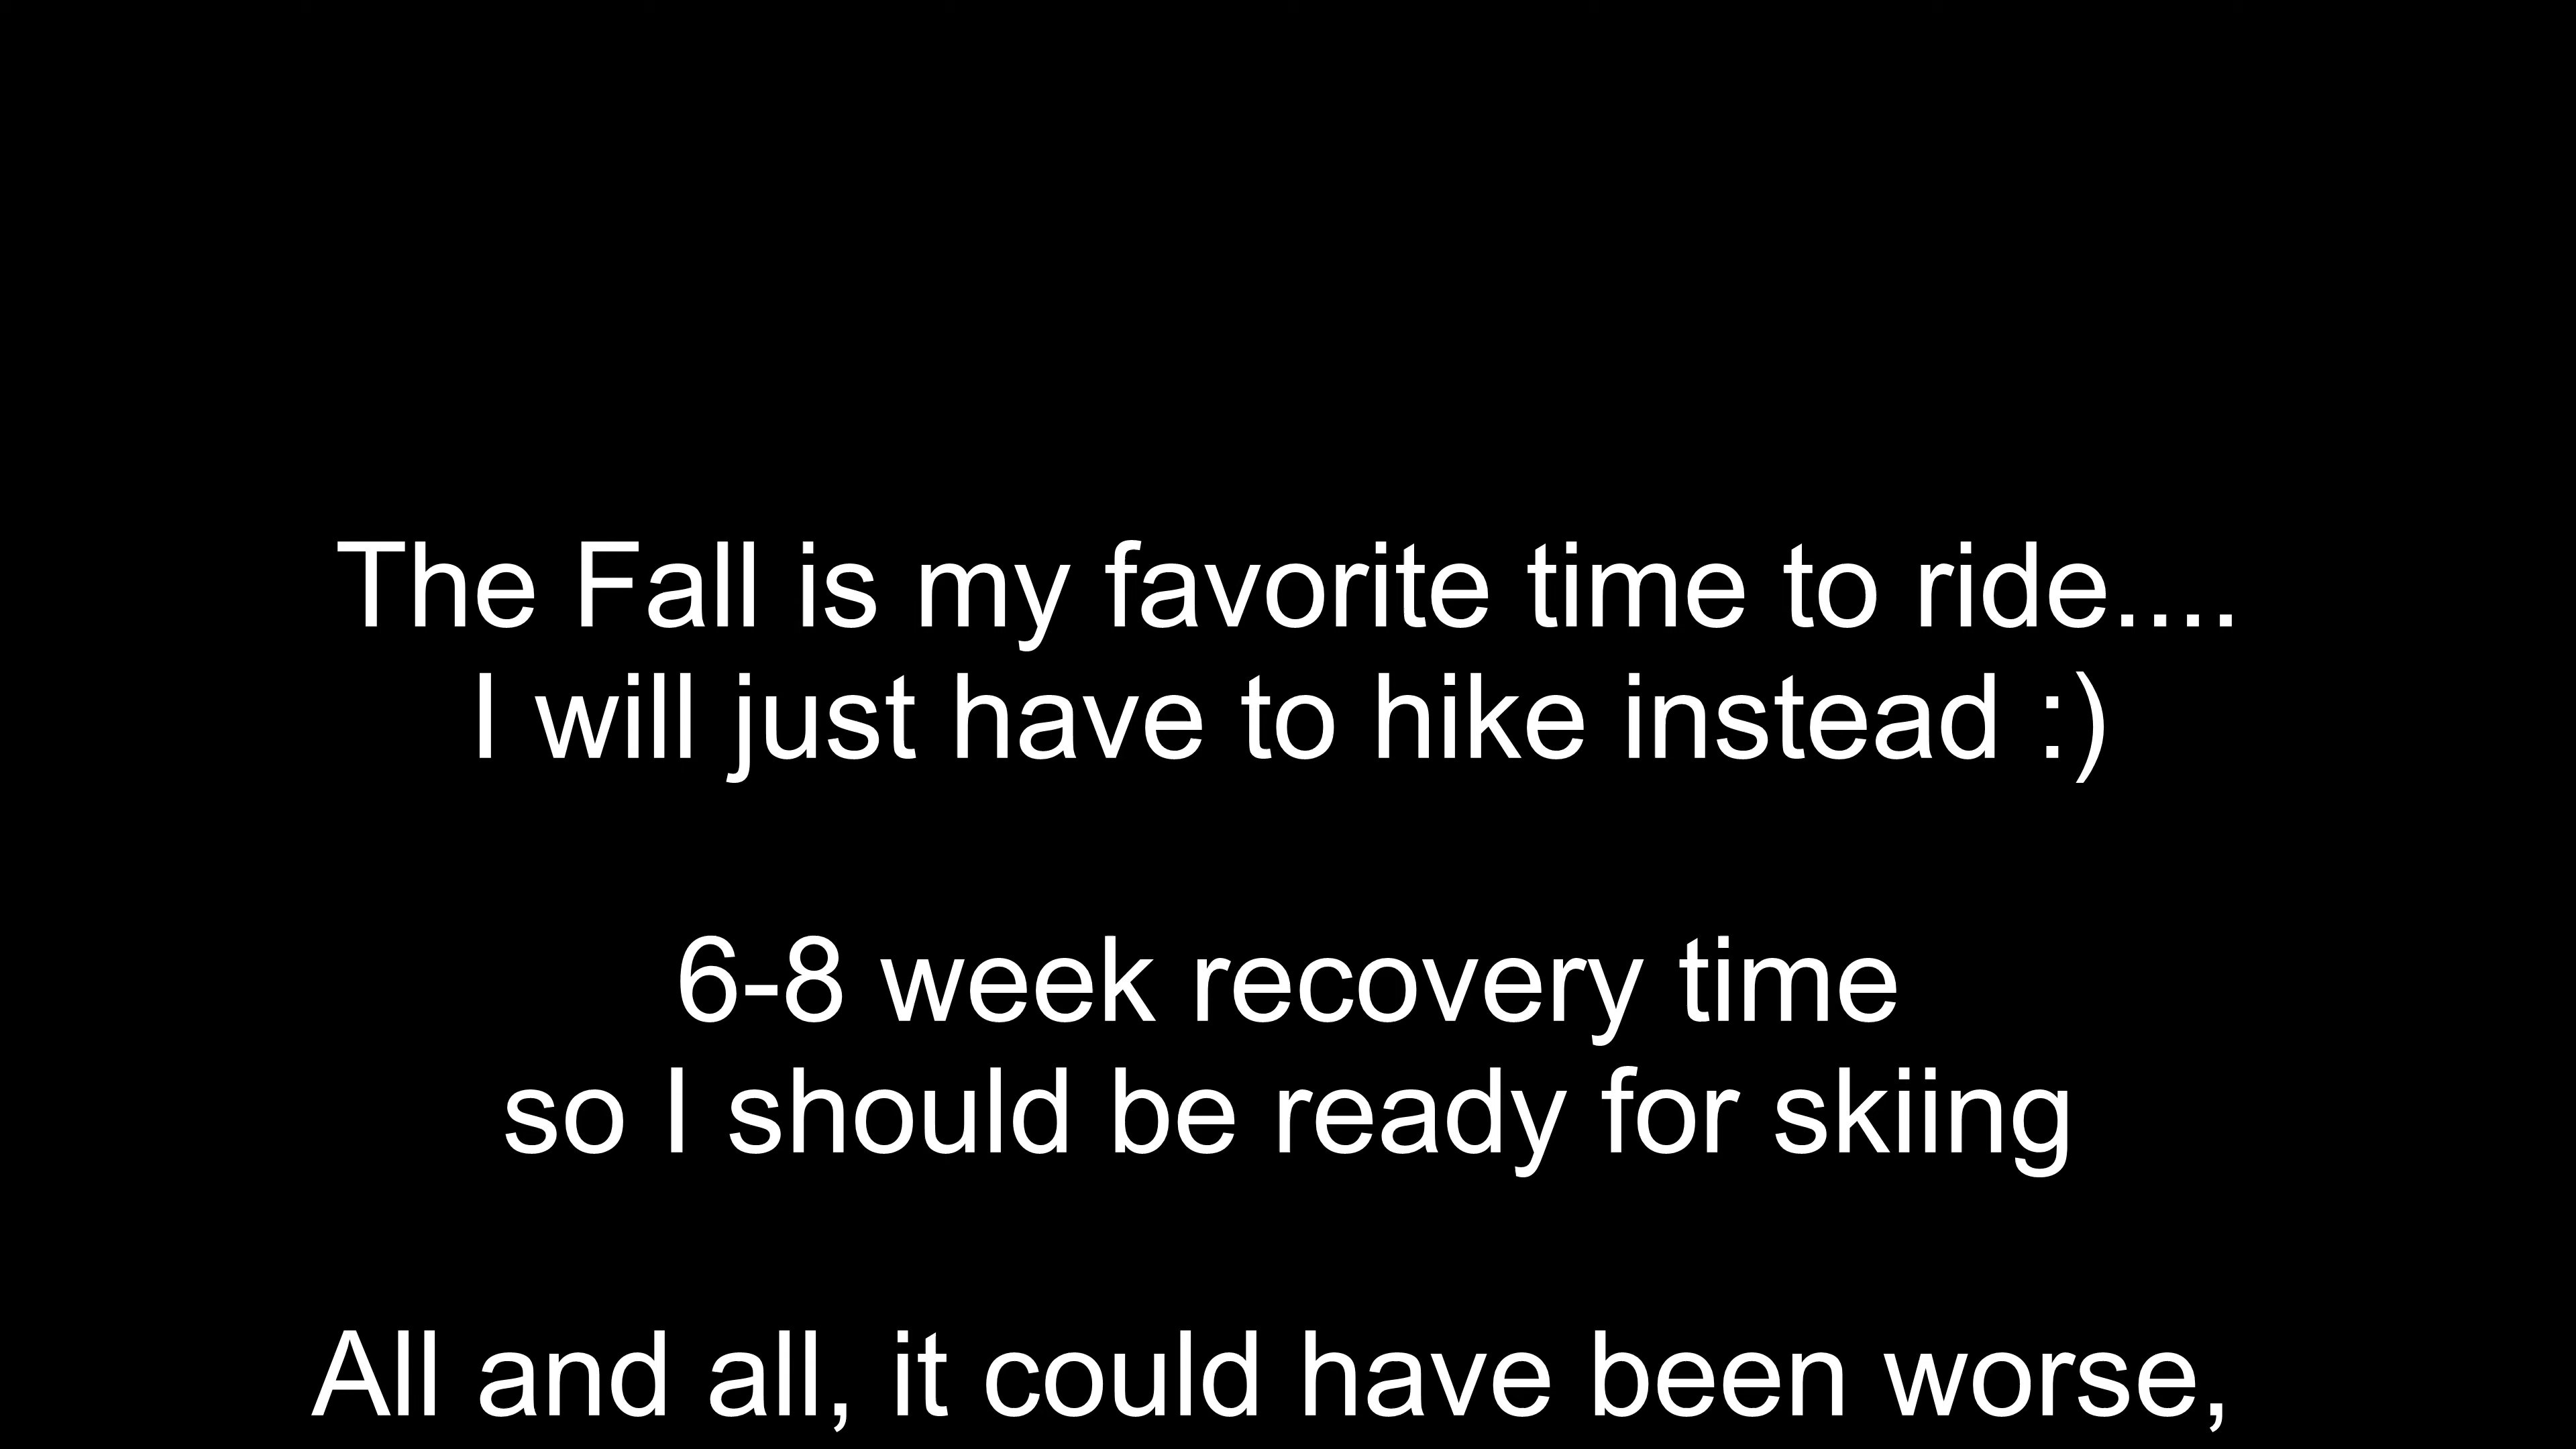 The Fall is my favorite time to ride....
I will just have to hike instead :)
6-8 week recovery time
so I should be ready for skiing
All and all, it could have been worse,